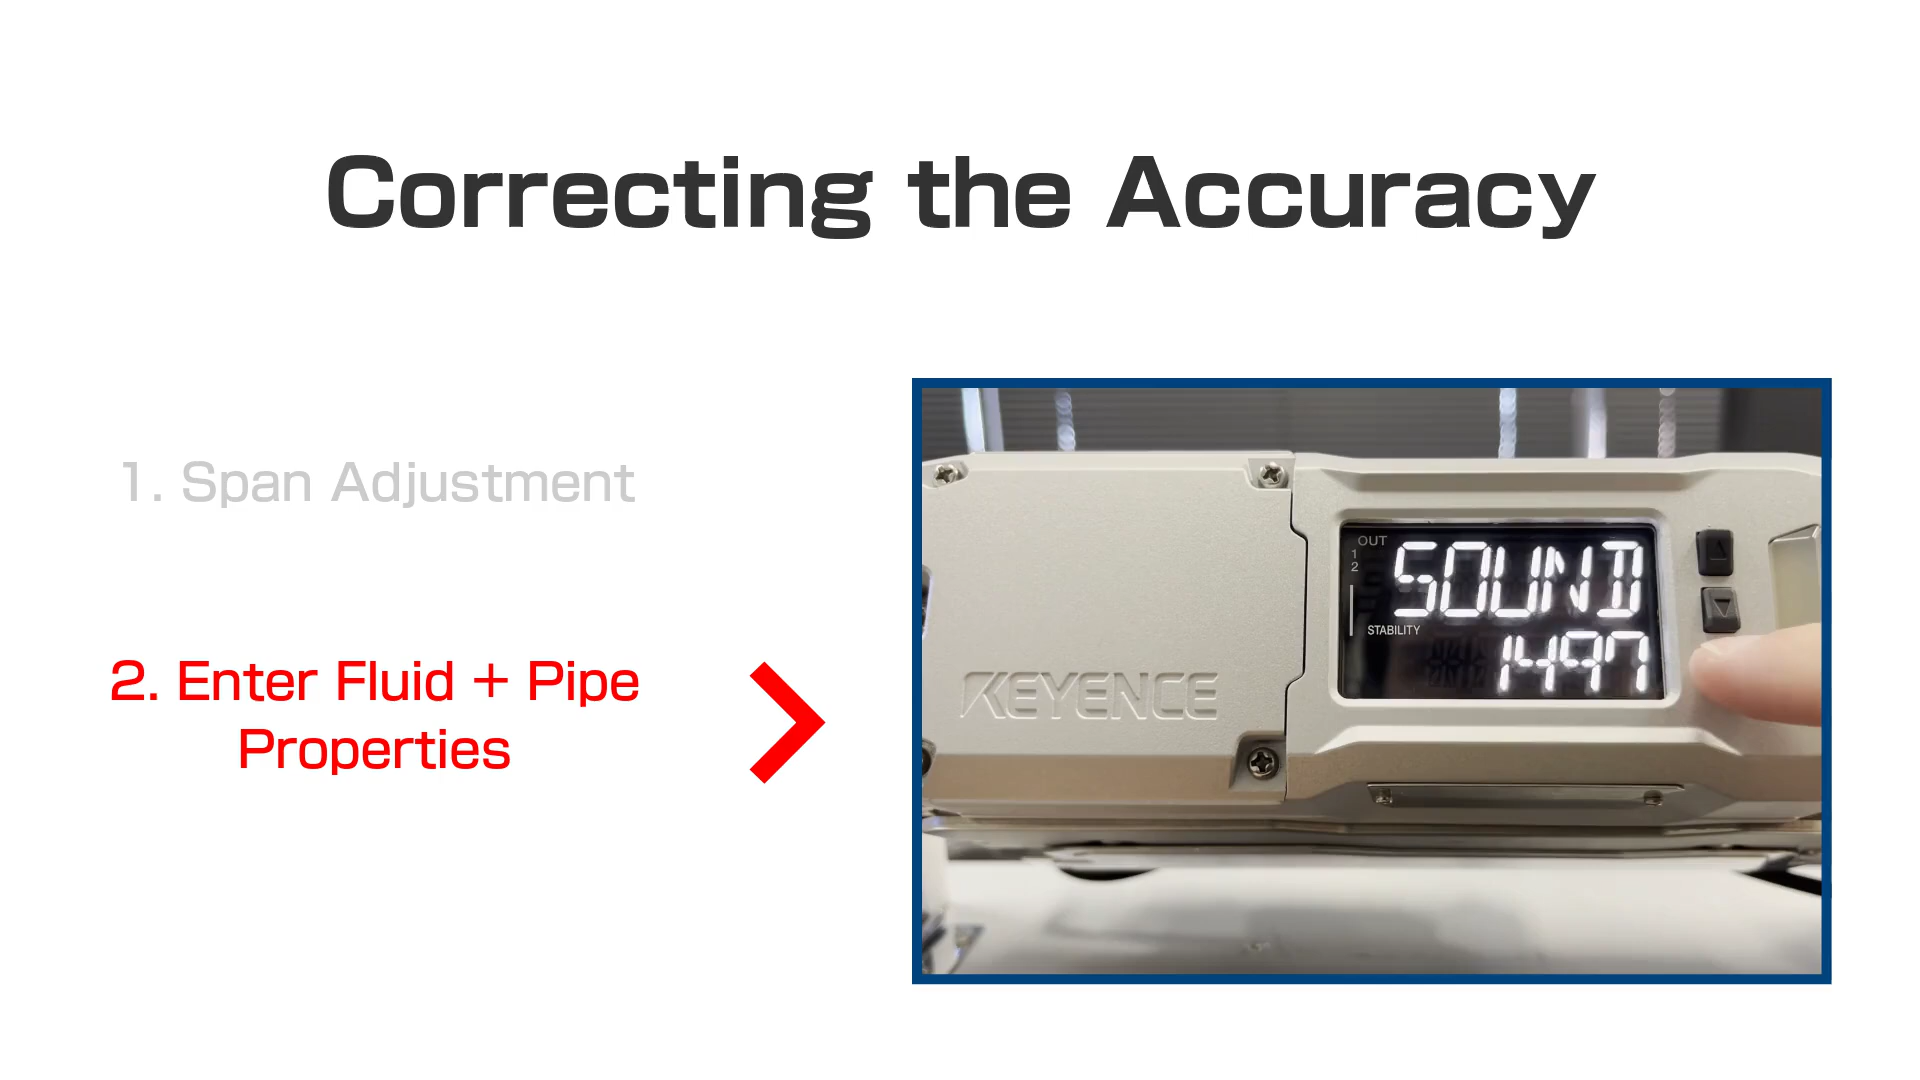 Correcting the Accuracy
1. Span Adjustment
2. Enter Fluid + Pipe
Properties
OUT
1
2
SOUND
STABILITY
1497
KEYENCE